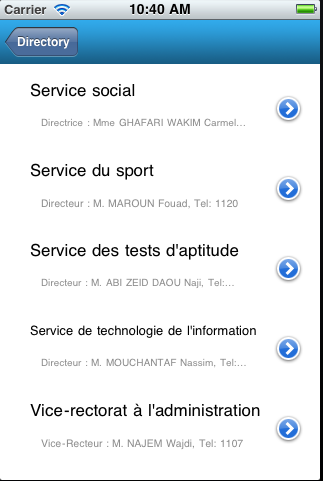 Carrier 10:40 AM
Directory
Service social
Directrice : Mme GHAFARI WAKIM Carmel...
Service du sport
Directeur : M. MAROUN Fouad, Tel: 1120
Service des tests d'aptitude
Directeur : M. ABI ZEID DAOU Naji, Tel:...
Service de technologie de l'information
Directeur : M. MOUCHANTAF Nassim, Tel:...
Vice-rectorat à l'administration
Vice-Recteur : M. NAJEM Wajdi, Tel: 1107